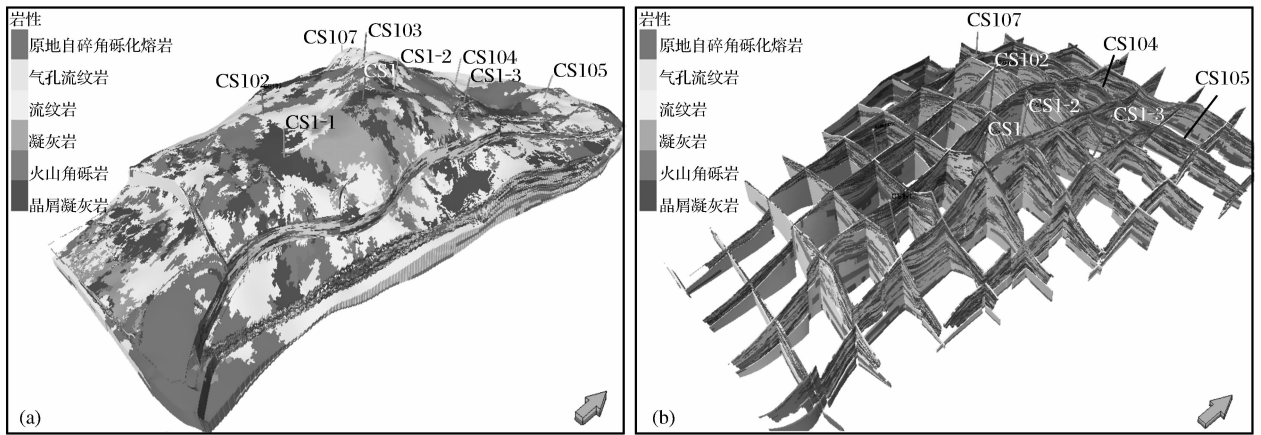 岩性
原地自碎角砾化熔岩
气孔流纹岩
流纹岩
凝灰岩
火山角砾岩
晶屑凝灰岩
CS107
CS103
CS1-2
CS104
CS1
CS1-3
CS105
CS102
CS1-1
(a)
岩性
原地自碎角砾化熔岩
气孔流纹岩
流纹岩
凝灰岩
火山角砾岩
晶屑凝灰岩
CS107
CS104
CS102
CS105
CS1-2
CS1-3
CS1
(b)